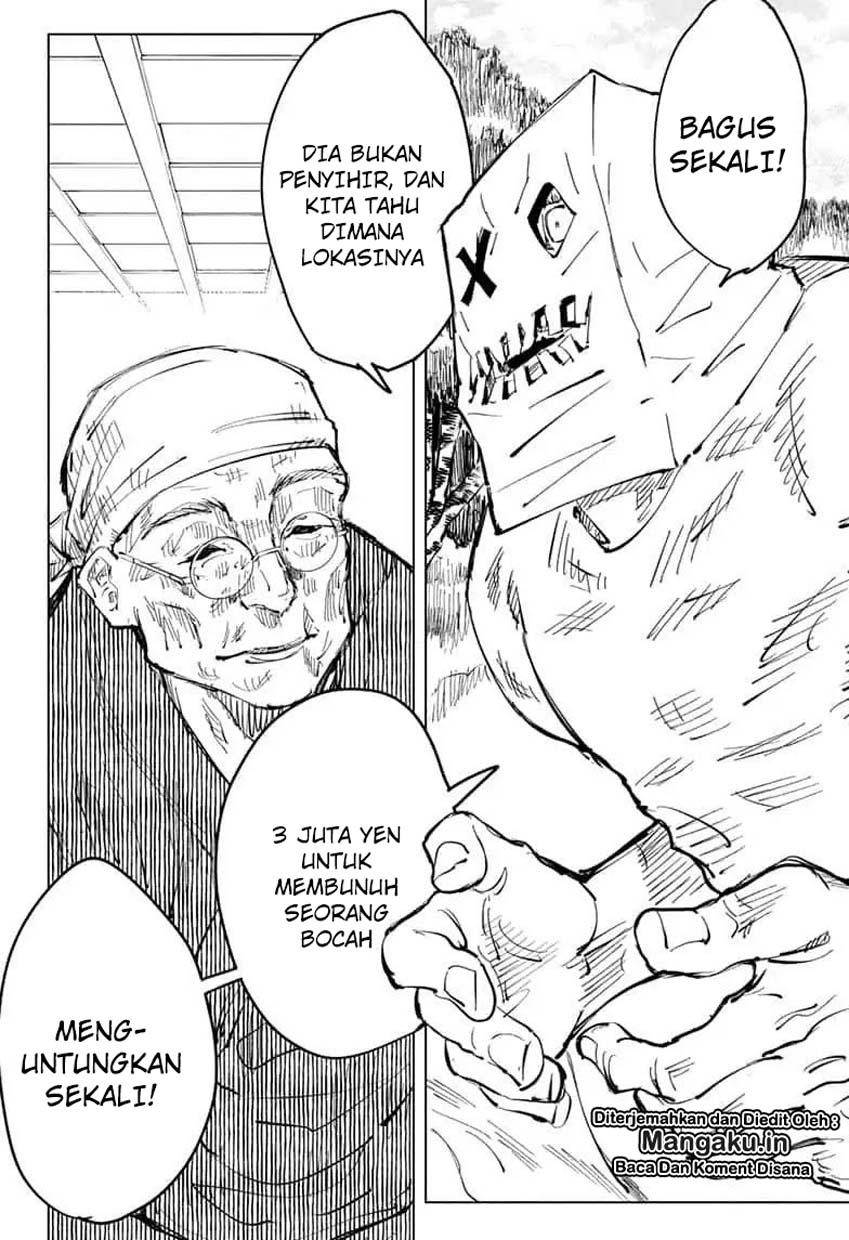 BAGUS
SEKALI!
DIA BUKAN
PENYIHIR, DAN
KITA TAHU
DIMANA
LOKASINYA
3 JUTA YEN
UNTUK
MEMBUNUH
SEORANG
BOCAH
MENG-
UNTUNGKAN
SEKALI!
Diterjemahkan dan Diedit Oleh :
Mangaku.in
Baca Dan Koment Disana